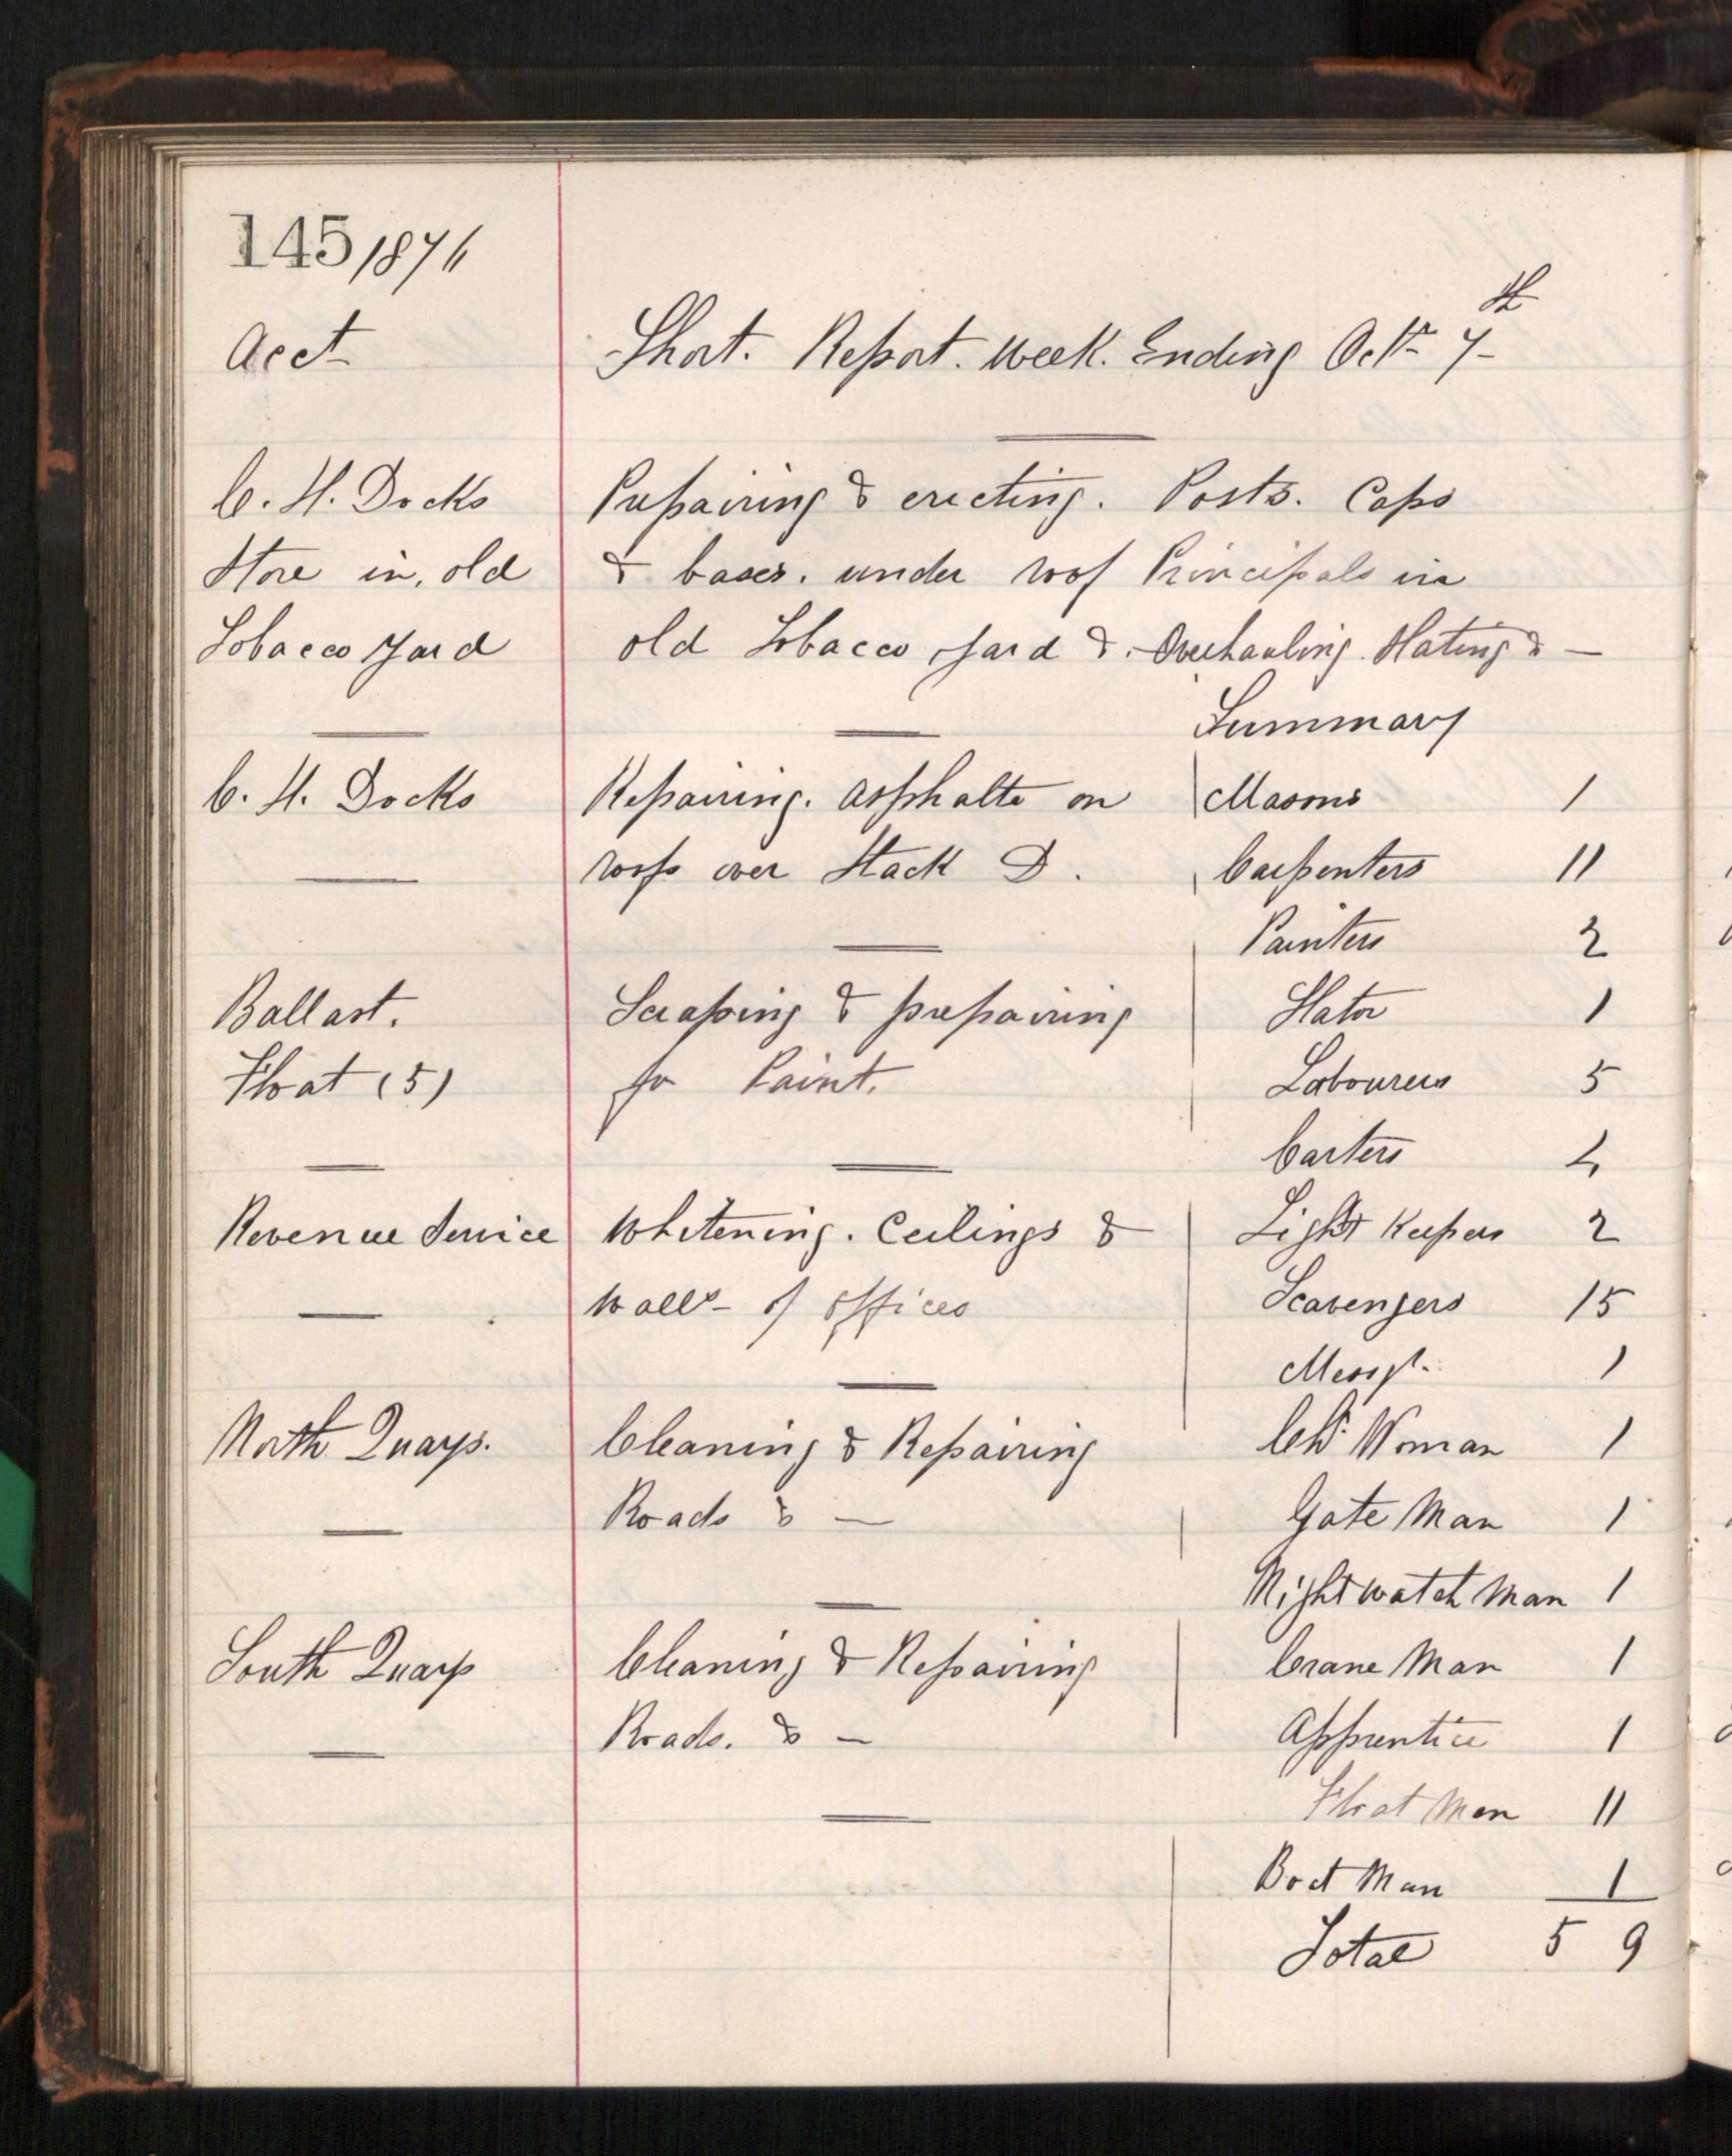 145 1876
Acct
Short. Report. Week. Ending Octr 7th
C. H. Docks
Store in, old
Tobacco Yard
Prepairing & erecting. Posts. Caps
& bases. under roof Principals in
old Tobacco yard &. Overhauling. Slating & —
C. H. Docks
Repairing. Asphalte on
roofs over Stack D.
Ballast.
Float (5)
Scraping & prepairing
for Paint.
Revenue Service
Whitening. Ceilings &
Walls of Offices
North Quays.
Cleaning & Repairing
Roads & —
South Quays
Cleaning & Repairing
Roads. & —
Summary
Masons 1
Carpenters 11
Painters 2
Slator 1
Labourers 5
Carters 4
Light Keepers 2
Scavengers 15
Messgr. 1
Woman 1
Gate Man 1
Night watch Man 1
Crane Man 1
Apprentice 1
Float Men 11
Boat Man 1
Total 59